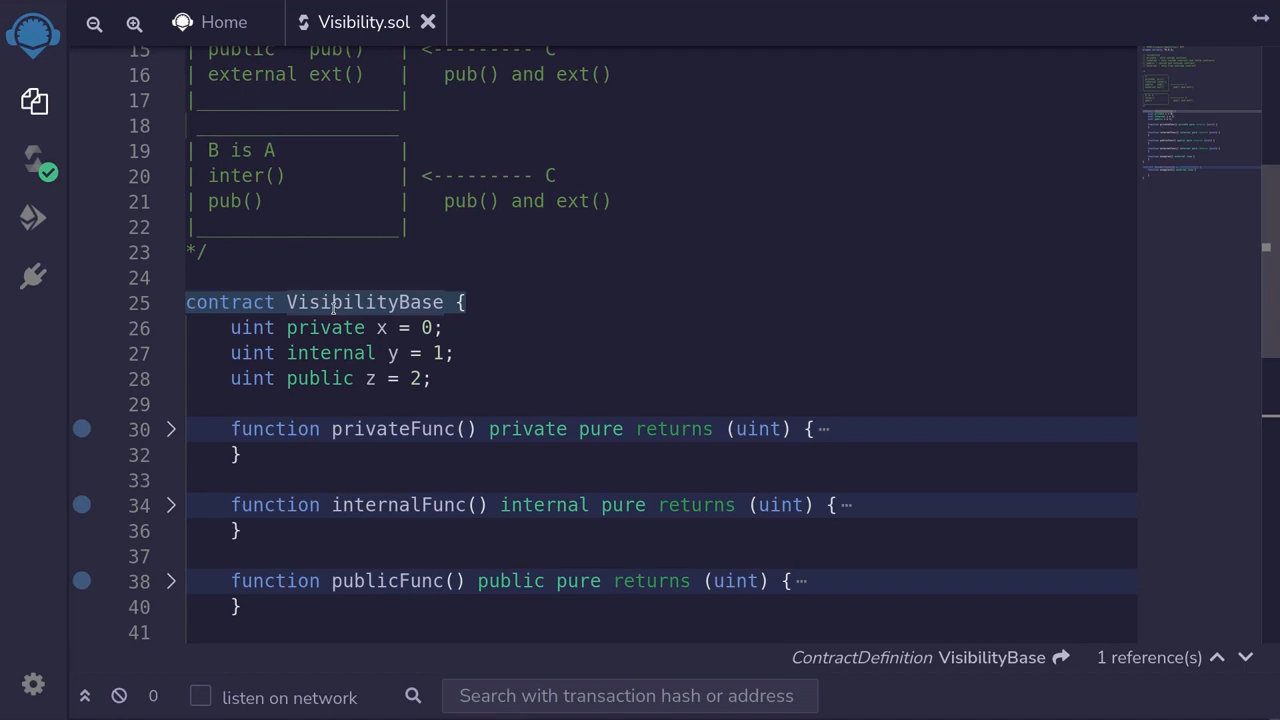 Home
Visibility.sol
15 | public   pub()   | <--------- C
16 | external ext()   |    pub() and ext()
17 |__________________|
18  __________________
19 | B is A           |
20 | inter()          | <--------- C
21 | pub()            |    pub() and ext()
22 |__________________|
23 */
24
25 contract VisibilityBase {
26     uint private x = 0;
27     uint internal y = 1;
28     uint public z = 2;
29
30     function privateFunc() private pure returns (uint) {⋯
32     }
33
34     function internalFunc() internal pure returns (uint) {⋯
36     }
37
38     function publicFunc() public pure returns (uint) {⋯
40     }
41
ContractDefinition VisibilityBase 1 reference(s)
0 listen on network Search with transaction hash or address